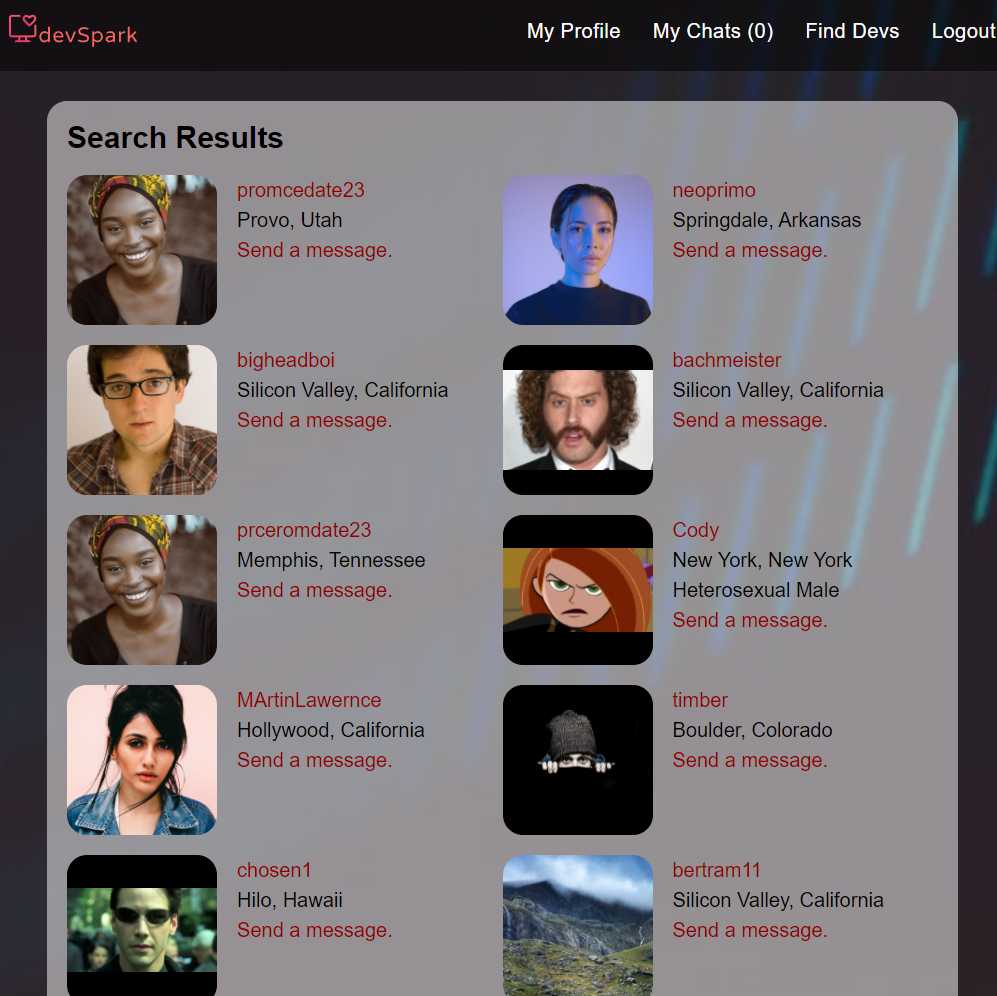 devSpark
My Profile
My Chats (0)
Find Devs
Logout
Search Results
promcedate23
Provo, Utah
Send a message.
neoprimo
Springdale, Arkansas
Send a message.
bigheadboi
Silicon Valley, California
Send a message.
bachmeister
Silicon Valley, California
Send a message.
prceromdate23
Memphis, Tennessee
Send a message.
Cody
New York, New York
Heterosexual Male
Send a message.
MArtinLawernce
Hollywood, California
Send a message.
timber
Boulder, Colorado
Send a message.
chosen1
Hilo, Hawaii
Send a message.
bertram11
Silicon Valley, California
Send a message.